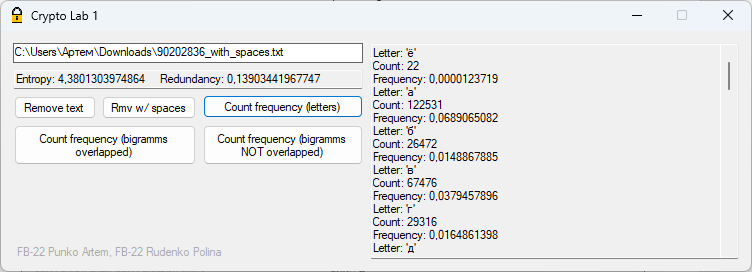 Crypto Lab 1
C:\Users\Артем\Downloads\90202836_with_spaces.txt
Entropy: 4,3801303974864 Redundancy: 0,13903441967747
Remove text
Rmv w/ spaces
Count frequency (letters)
Count frequency (bigramms
overlapped)
Count frequency (bigramms
NOT overlapped)
FB-22 Punko Artem, FB-22 Rudenko Polina
Letter: 'ё'
Count: 22
Frequency: 0,0000123719
Letter: 'а'
Count: 122531
Frequency: 0,0689065082
Letter: 'б'
Count: 26472
Frequency: 0,0148867885
Letter: 'в'
Count: 67476
Frequency: 0,0379457896
Letter: 'г'
Count: 29316
Frequency: 0,0164861398
Letter: 'д'